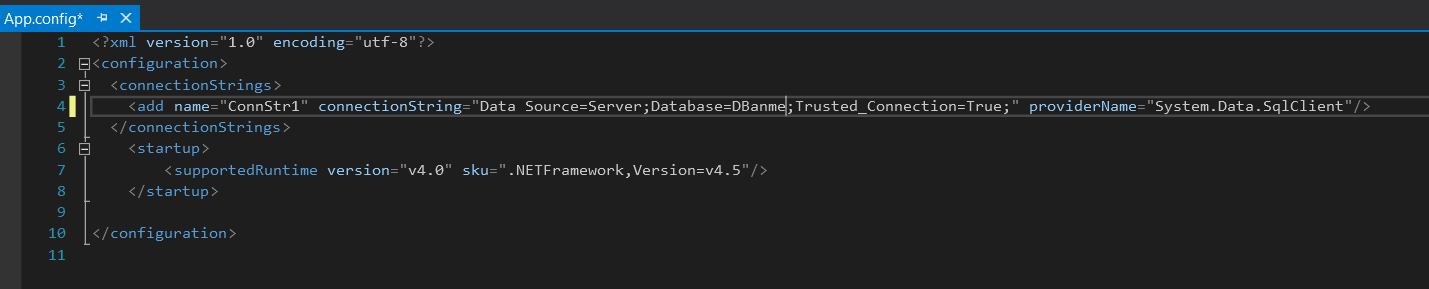 App.config*
1 <?xml version="1.0" encoding="utf-8"?>
2 <configuration>
3 <connectionStrings>
4 <add name="ConnStr1" connectionString="Data Source=Server;Database=DBanme;Trusted_Connection=True;" providerName="System.Data.SqlClient"/>
5 </connectionStrings>
6 <startup>
7 <supportedRuntime version="v4.0" sku=".NETFramework,Version=v4.5"/>
8 </startup>
9
10 </configuration>
11